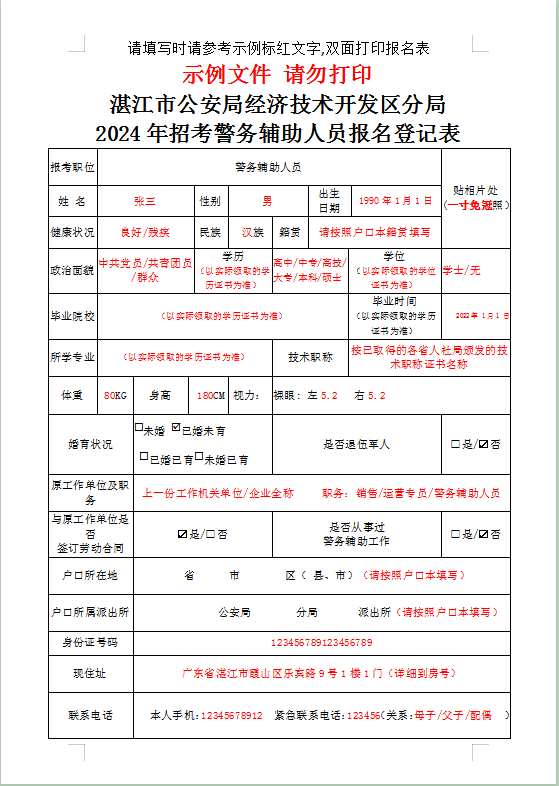 请填写时请参考示例标红文字,双面打印报名表
示例文件 请勿打印
湛江市公安局经济技术开发区分局
2024年招考警务辅助人员报名登记表
报考职位 警务辅助人员
贴相片处
(一寸免冠照)
姓 名 张三 性别 男 出生
日期 1990年1月1日
健康状况 良好/残缤 民族 汉族 籍贯 请按照户口本籍贯填写
政治面貌 中共党员/共青团员
/群众
学历
(以实际领取的学
历证书为准)
高中/中专/高技/
大专/本科/硕士
学位
(以实际领取的学位
证书为准)
学士/无
毕业院校 (以实际领取的学历证书为准)
毕业时间
(以实际领取的学历
证书为准)
2022年1月1日
所学专业 (以实际领取的学历证书为准) 技术职称 按已取得的各省人社局颁发的技
术职称证书名称
体重 80KG 身高 180CM 视力： 裸眼：左5.2 右5.2
婚育状况 □未婚 ☑已婚未育
□已婚已育□未婚已育
是否退伍军人 □是/☑否
原工作单位及职
务
上一份工作机关单位/企业全称 职务：销售/运营专员/警务辅助人员
与原工作单位是
否
签订劳动合同
☑是/□否
是否从事过
警务辅助工作
□是/☑否
户口所在地 省 市 区（ 县、市）(请按照户口本填写)
户口所属派出所 公安局 分局 派出所(请按照户口本填写)
身份证号码 123456789123456789
现住址 广东省湛江市霞山区乐宾路9号1楼1门（详细到房号）
联系电话 本人手机:12345678912 紧急联系电话:123456(关系:母子/父子/配偶 )